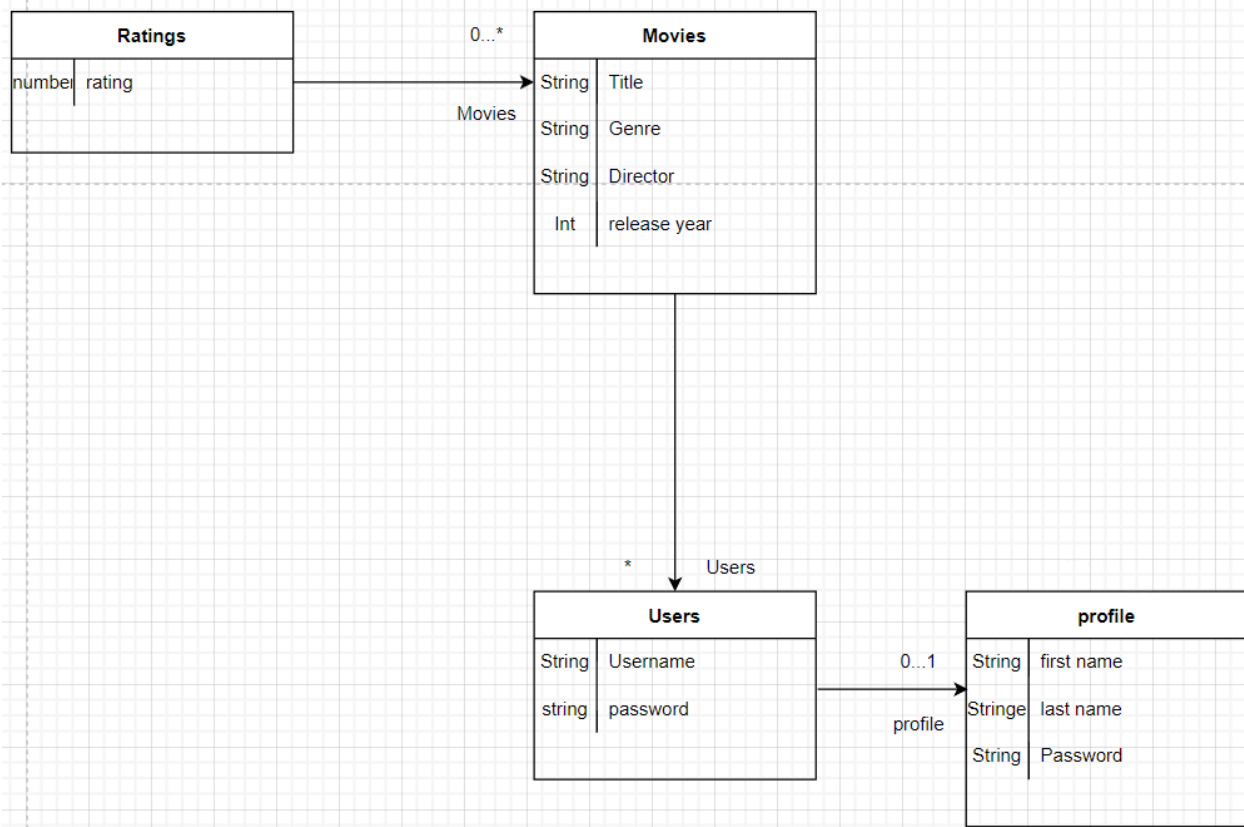 Ratings
number rating
0...*
Movies
Movies
String Title
String Genre
String Director
Int release year
* Users
Users
String Username
string password
0...1
profile
profile
String first name
Stringe last name
String Password